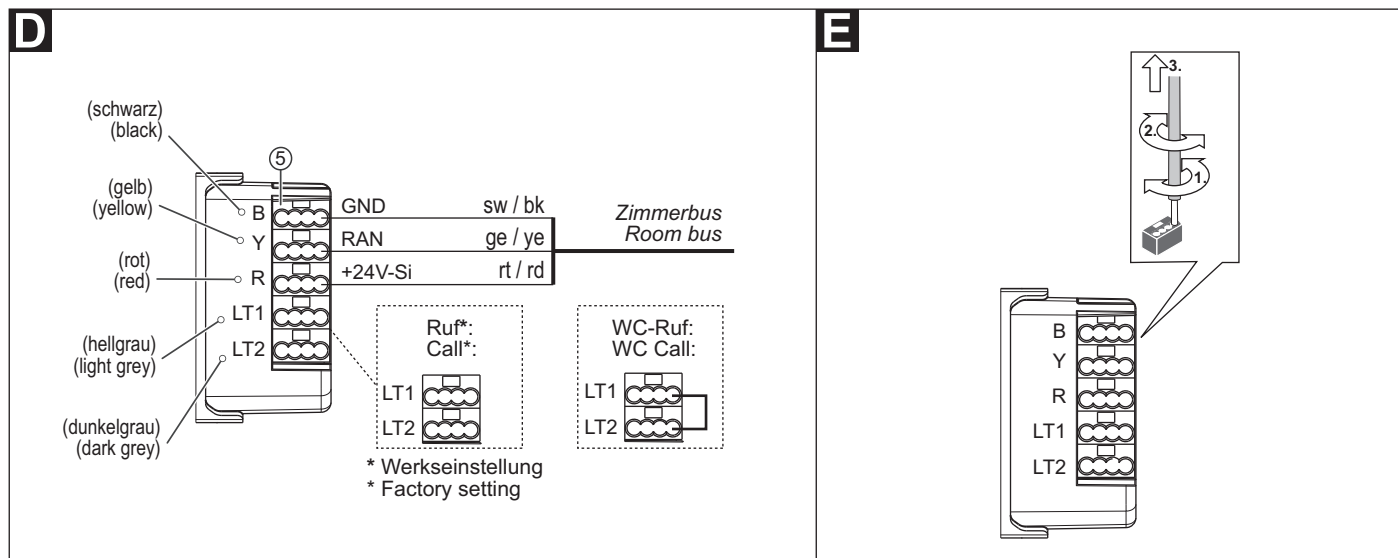 D
(schwarz)
(black)
(gelb)
(yellow)
(rot)
(red)
(hellgrau)
(light grey)
(dunkelgrau)
(dark grey)
5
B
Y
R
LT1
LT2
GND sw / bk
RAN ge / ye
+24V-Si rt / rd
Zimmerbus
Room bus
Ruf*:
Call*:
LT1
LT2
* Werkseinstellung
* Factory setting
WC-Ruf:
WC Call:
LT1
LT2
E
3.
2.
1.
B
Y
R
LT1
LT2